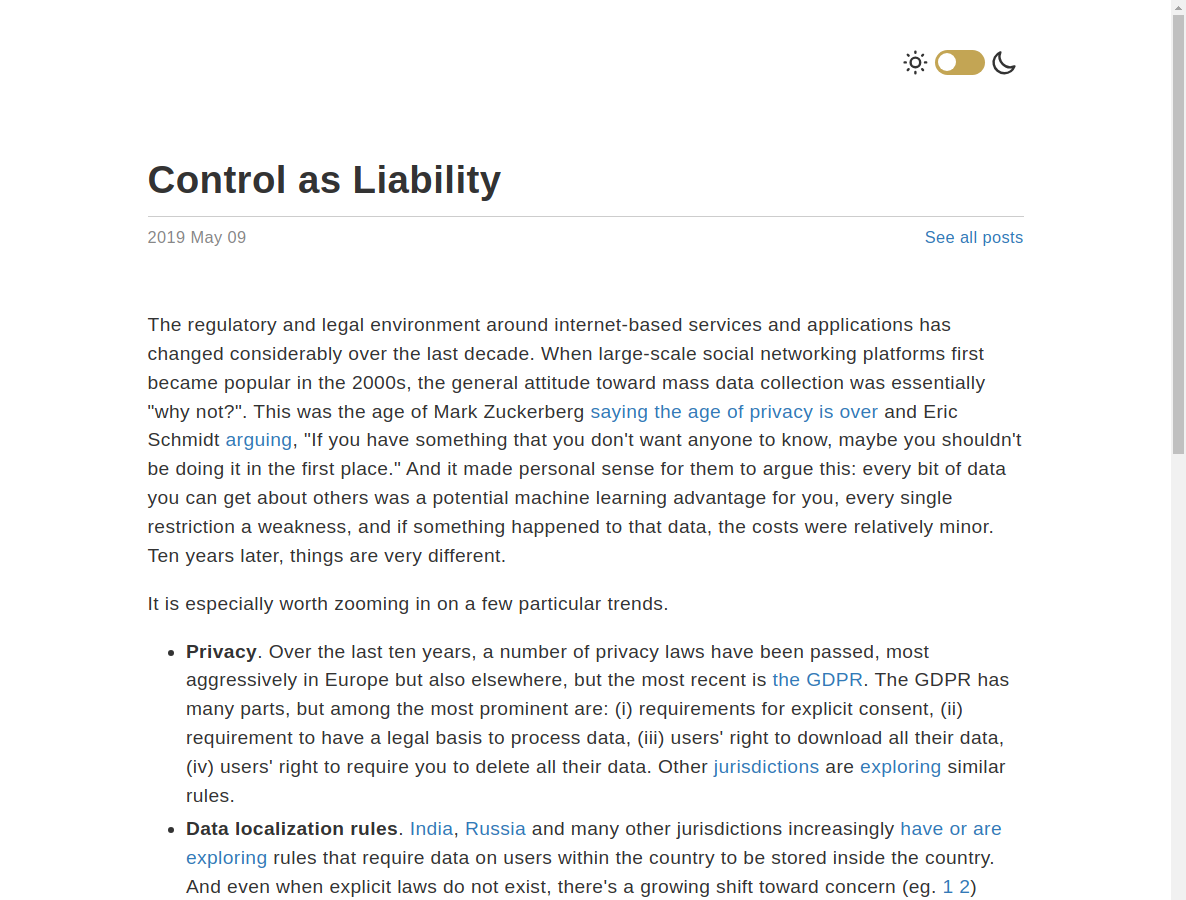 Control as Liability
2019 May 09
See all posts
The regulatory and legal environment around internet-based services and applications has
changed considerably over the last decade. When large-scale social networking platforms first
became popular in the 2000s, the general attitude toward mass data collection was essentially
"why not?". This was the age of Mark Zuckerberg saying the age of privacy is over and Eric
Schmidt arguing, "If you have something that you don't want anyone to know, maybe you shouldn't
be doing it in the first place." And it made personal sense for them to argue this: every bit of data
you can get about others was a potential machine learning advantage for you, every single
restriction a weakness, and if something happened to that data, the costs were relatively minor.
Ten years later, things are very different.
It is especially worth zooming in on a few particular trends.
• Privacy. Over the last ten years, a number of privacy laws have been passed, most
aggressively in Europe but also elsewhere, but the most recent is the GDPR. The GDPR has
many parts, but among the most prominent are: (i) requirements for explicit consent, (ii)
requirement to have a legal basis to process data, (iii) users' right to download all their data,
(iv) users' right to require you to delete all their data. Other jurisdictions are exploring similar
rules.
• Data localization rules. India, Russia and many other jurisdictions increasingly have or are
exploring rules that require data on users within the country to be stored inside the country.
And even when explicit laws do not exist, there's a growing shift toward concern (eg. 1 2)